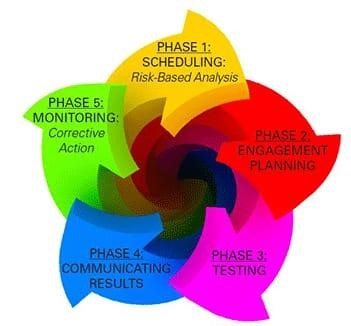 PHASE 1:
SCHEDULING:
Risk-Based Analysis
PHASE 2:
ENGAGEMENT
PLANNING
PHASE 3:
TESTING
PHASE 4:
COMMUNICATING
RESULTS
PHASE 5:
MONITORING:
Corrective
Action